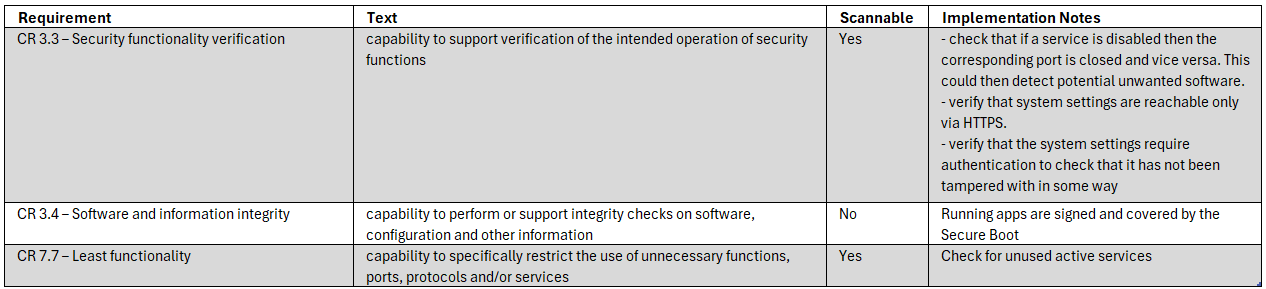 Requirement Text Scannable Implementation Notes
CR 3.3 – Security functionality verification capability to support verification of the intended operation of security Yes - check that if a service is disabled then the
functions corresponding port is closed and vice versa. This
could then detect potential unwanted software.
- verify that system settings are reachable only
via HTTPS.
- verify that the system settings require
authentication to check that it has not been
tampered with in some way
CR 3.4 – Software and information integrity capability to perform or support integrity checks on software, No Running apps are signed and covered by the
configuration and other information Secure Boot
CR 7.7 – Least functionality capability to specifically restrict the use of unnecessary functions, Yes Check for unused active services
ports, protocols and/or services